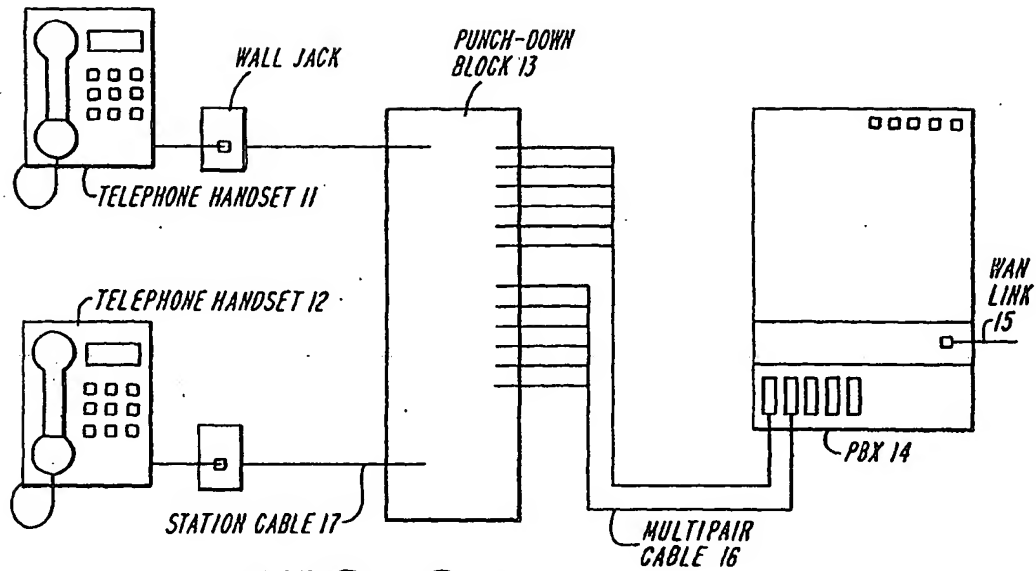 WALL JACK
PUNCH-DOWN
BLOCK 13
TELEPHONE HANDSET 11
TELEPHONE HANDSET 12
WAN
LINK
15
PBX 14
STATION CABLE 17
MULTIPAIR
CABLE 16